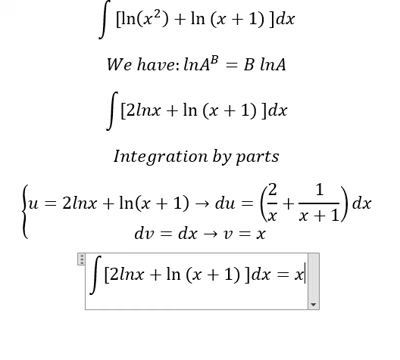 ∫ [ln(x²) + ln (x + 1) ]dx
We have: lnAᴮ = B lnA
∫ [2lnx + ln (x + 1) ]dx
Integration by parts
{u = 2lnx + ln(x + 1) → du = (2/x + 1/(x + 1)) dx
dv = dx → v = x
∫ [2lnx + ln (x + 1) ]dx = x